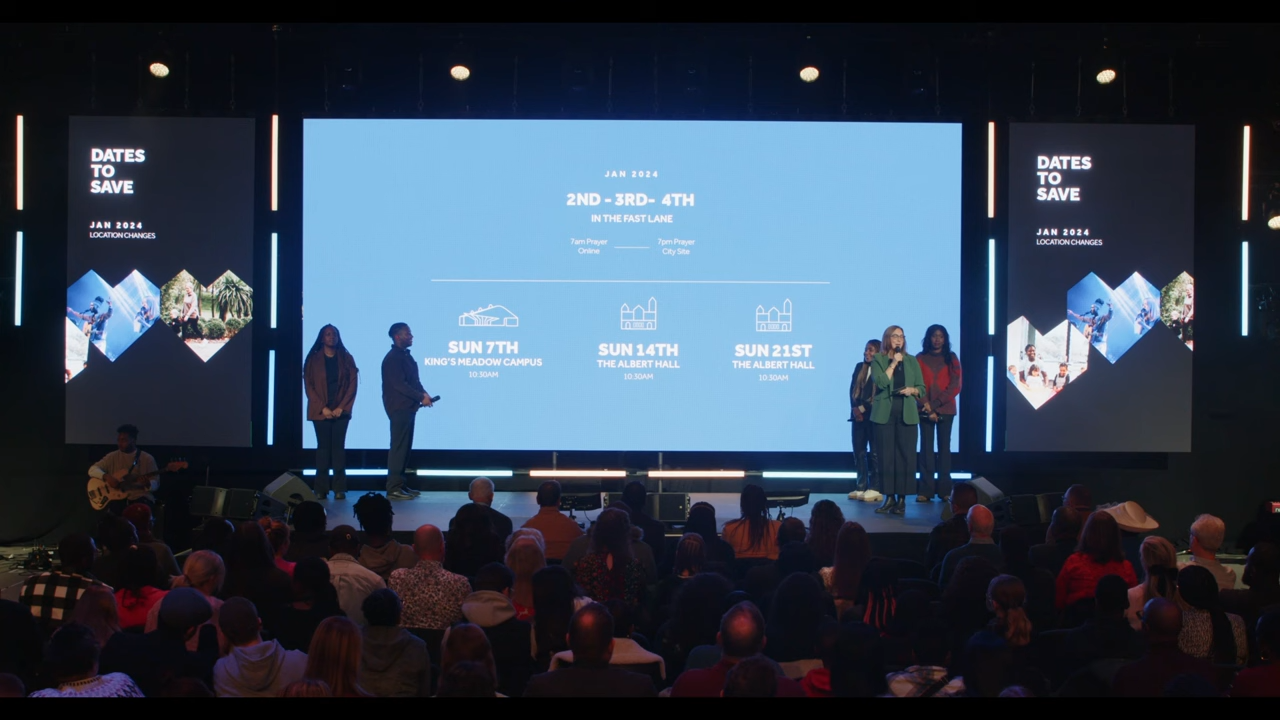 DATES
TO
SAVE
JAN 2024
LOCATION CHANGES
JAN 2024
2ND - 3RD- 4TH
IN THE FAST LANE
7am Prayer
Online
7pm Prayer
City Site
SUN 7TH
KING'S MEADOW CAMPUS
10:30AM
SUN 14TH
THE ALBERT HALL
10:30AM
SUN 21ST
THE ALBERT HALL
10:30AM
DATES
TO
SAVE
JAN 2024
LOCATION CHANGES